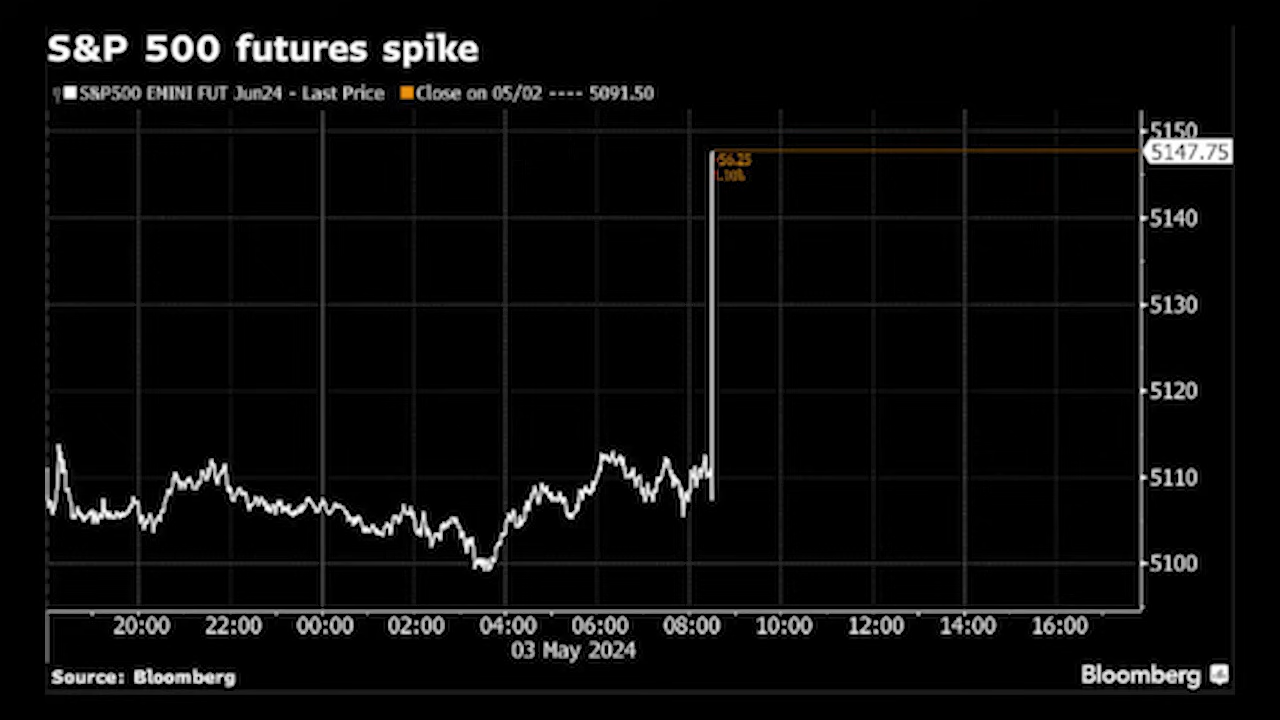 S&P 500 futures spike
S&P500 EMINI FUT Jun24 - Last Price Close on 05/02 ---- 5091.50
5150
5147.75
56.25
5140
5130
5120
5110
5100
20:00 22:00 00:00 02:00 04:00 06:00 08:00 10:00 12:00 14:00 16:00
03 May 2024
Source: Bloomberg
Bloomberg